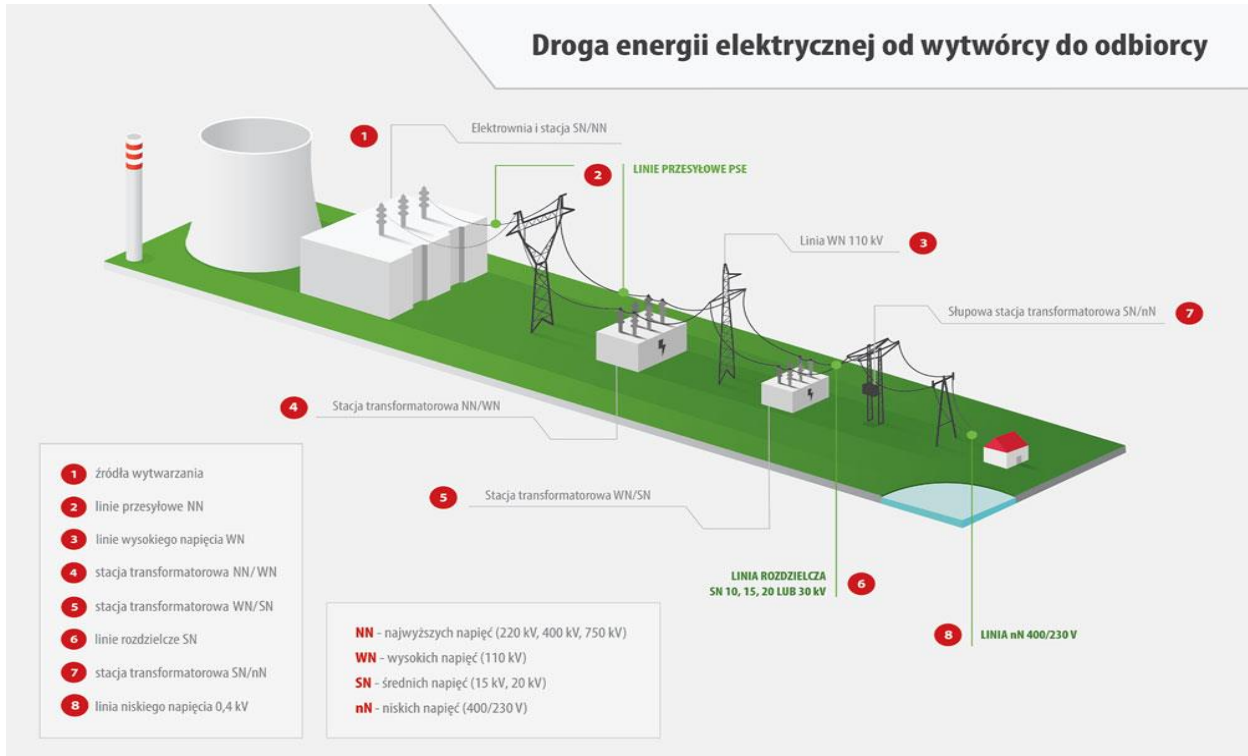 Droga energii elektrycznej od wytwórcy do odbiorcy
1
Elektrownia i stacja SN/NN
2
LINIE PRZESYŁOWE PSE
Linia WN 110 kV
3
Słupowa stacja transformatorowa SN/nN
7
4
Stacja transformatorowa NN/WN
5
Stacja transformatorowa WN/SN
LINIA ROZDZIELCZA
SN 10, 15, 20 LUB 30 kV
6
8
LINIA nN 400/230 V
1 źródła wytwarzania
2 linie przesyłowe NN
3 linie wysokiego napięcia WN
4 stacja transformatorowa NN/WN
5 stacja transformatorowa WN/SN
6 linie rozdzielcze SN
7 stacja transformatorowa SN/nN
8 linia niskiego napięcia 0,4 kV
NN - najwyższych napięć (220 kV, 400 kV, 750 kV)
WN - wysokich napięć (110 kV)
SN - średnich napięć (15 kV, 20 kV)
nN - niskich napięć (400/230 V)